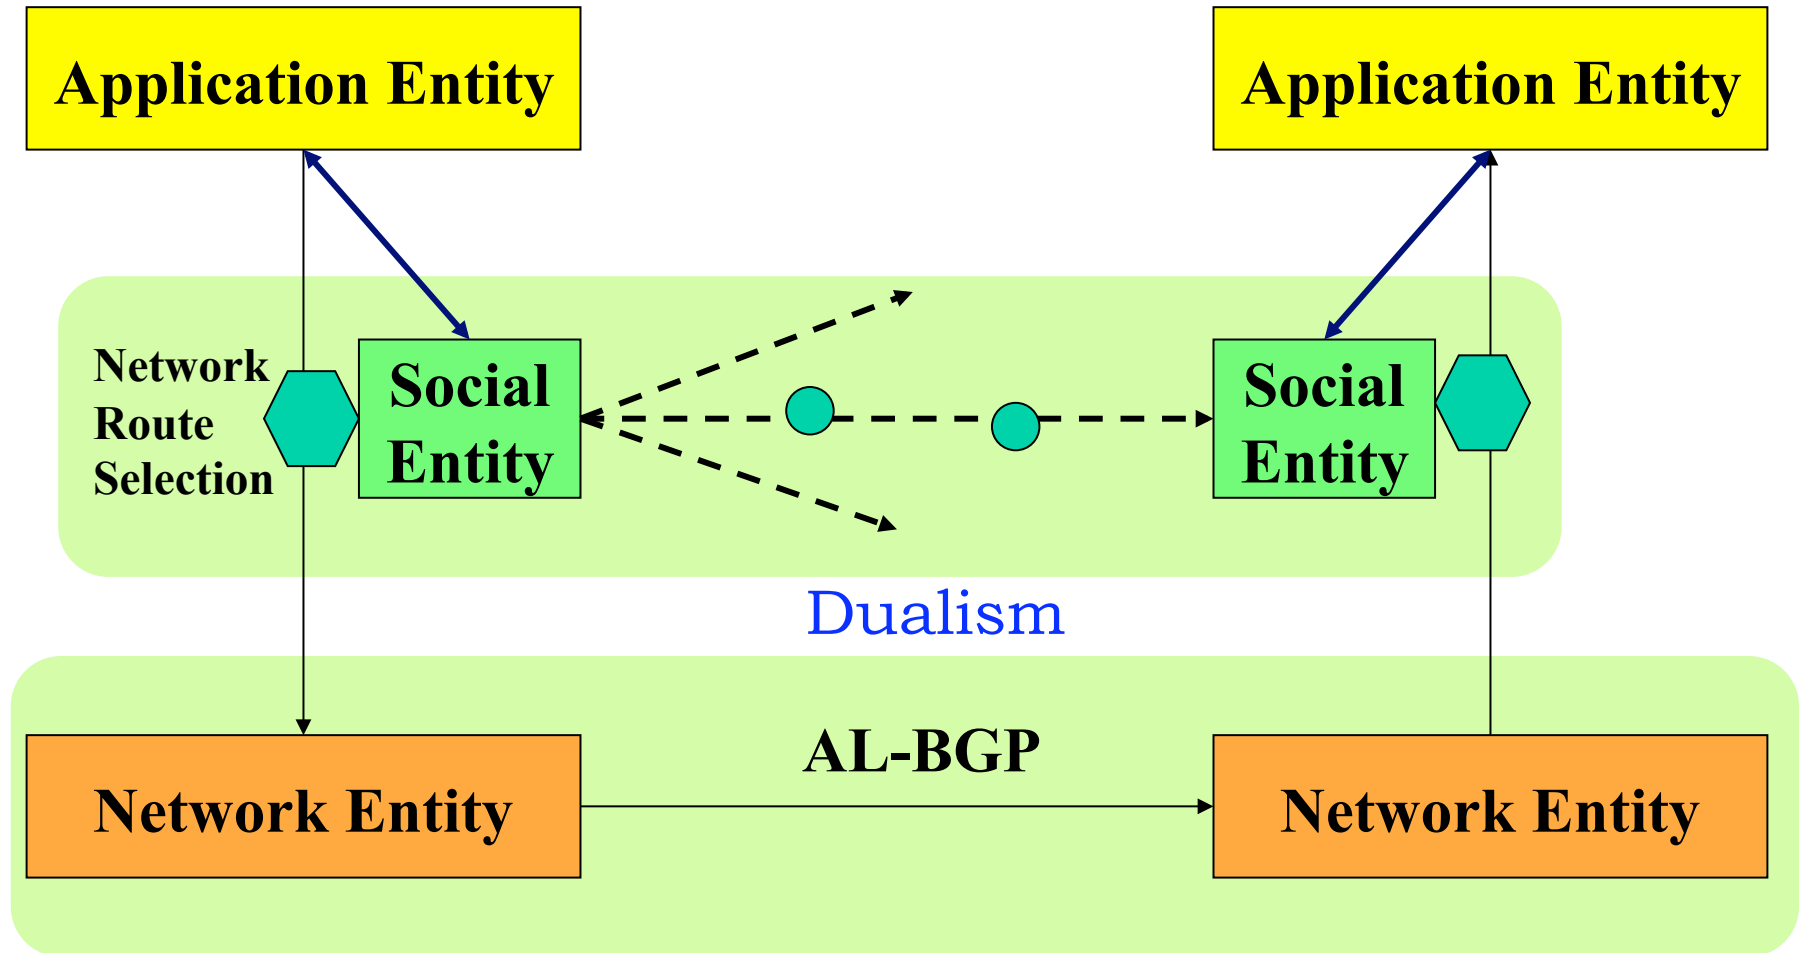 Application Entity
Application Entity
Network
Route
Selection
Social
Entity
Social
Entity
Dualism
AL-BGP
Network Entity
Network Entity